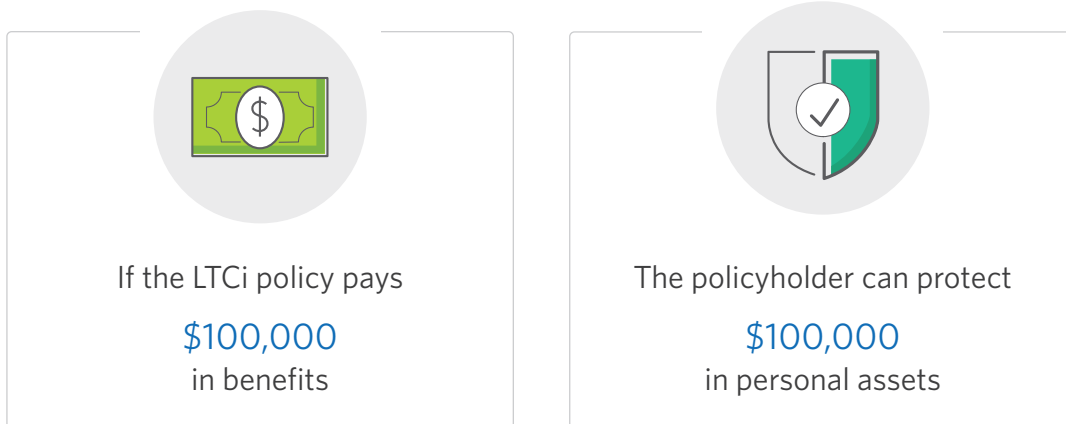 $
If the LTCi policy pays
$100,000
in benefits
The policyholder can protect
$100,000
in personal assets